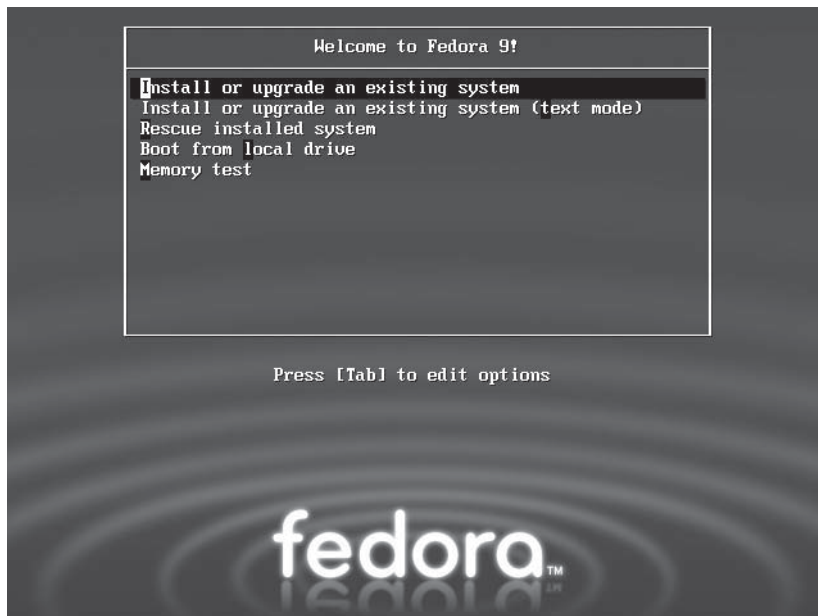 Welcome to Fedora 9!
Install or upgrade an existing system
Install or upgrade an existing system (text mode)
Rescue installed system
Boot from local drive
Memory test
Press [Tab] to edit options
fedora™